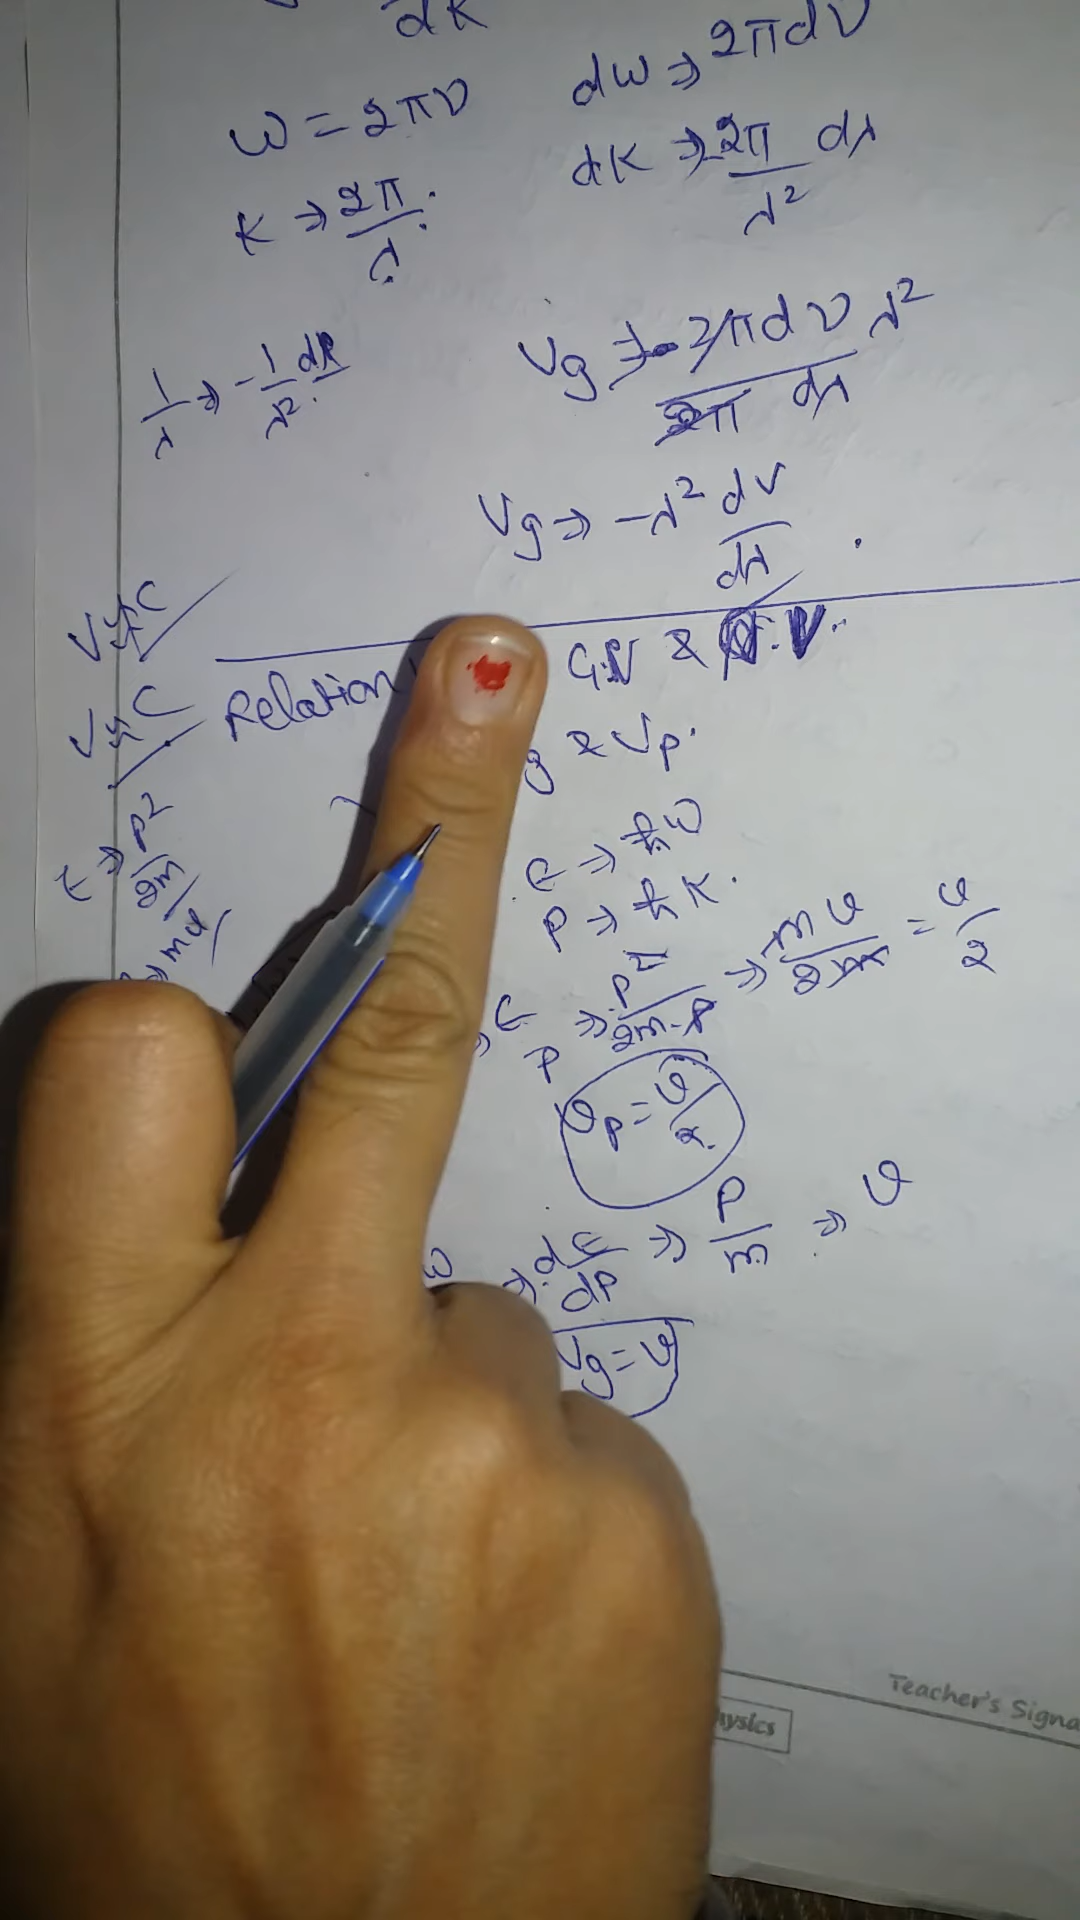 dK
ω = 2πν dω ⇒ 2πdν
K ⇒ 2π/λ dK ⇒ -2π/λ² dλ
1/λ ⇒ -1/λ² Vg ⇒ -2πdν λ²/2π dλ
Vg ⇒ -λ² dν/dλ
Relation G.V & V.
g & Vp.
E ⇒ ħω
P ⇒ ħK.
E ⇒ P²/2m
⇒ E/P ⇒ P²/2m.P ⇒ mv/2m = v/2
vp = v/2
ω ⇒ dE/dP ⇒ P/m ⇒ v
Vg = v
Teacher's Signa
ysics